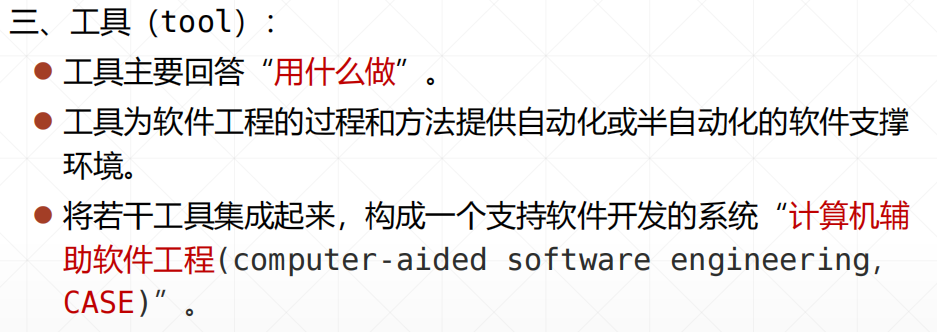 三、工具（tool）：
工具主要回答“用什么做”。
工具为软件工程的过程和方法提供自动化或半自动化的软件支撑
环境。
将若干工具集成起来，构成一个支持软件开发的系统“计算机辅
助软件工程(computer-aided software engineering,
CASE)”。